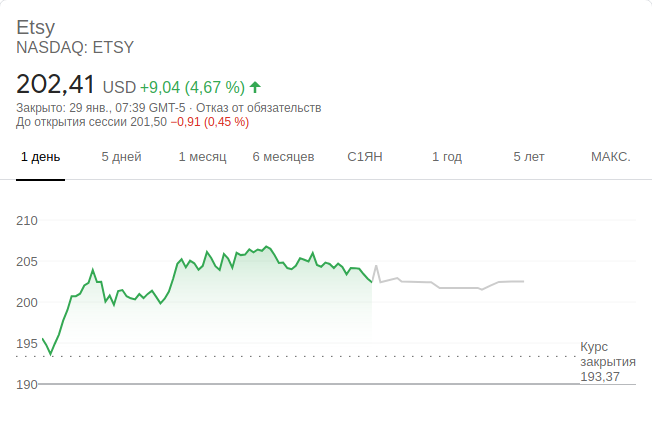 Etsy
NASDAQ: ETSY
202,41 USD +9,04 (4,67 %)
Закрыто: 29 янв., 07:39 GMT-5 · Отказ от обязательств
До открытия сессии 201,50 −0,91 (0,45 %)
1 день 5 дней 1 месяц 6 месяцев С1ЯН 1 год 5 лет МАКС.
210
205
200
195
190
Курс
закрытия
193,37